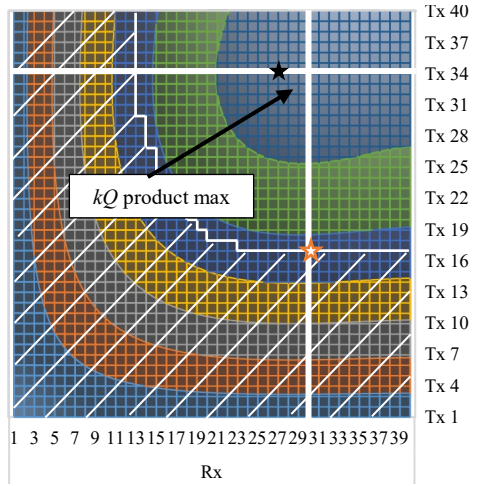 Tx 40
Tx 37
Tx 34
Tx 31
Tx 28
Tx 25
Tx 22
Tx 19
Tx 16
Tx 13
Tx 10
Tx 7
Tx 4
Tx 1
kQ product max
1 3 5 7 9 11 13 15 17 19 21 23 25 27 29 31 33 35 37 39
Rx